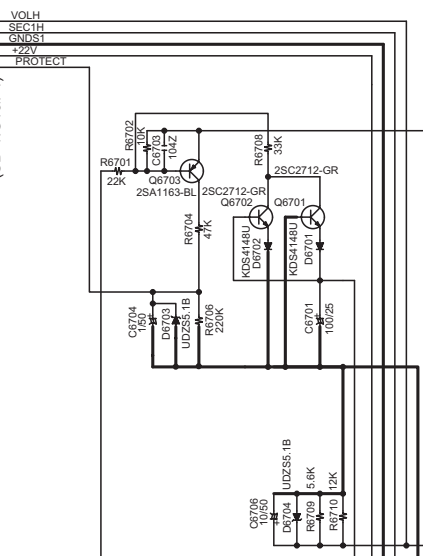 VOLH
SEC1H
GNDS1
+22V
PROTECT
R6702
10K
C6703
104Z
R6708
33K
R6701
22K
Q6703
2SA1163-BL
2SC2712-GR
2SC2712-GR
Q6702
Q6701
R6704
47K
KDS4148U
D6702
KDS4148U
D6701
C6704
1/50
D6703
UDZS5.1B
R6706
220K
C6701
100/25
UDZS5.1B
5.6K
12K
C6706
10/50
D6704
R6709
R6710